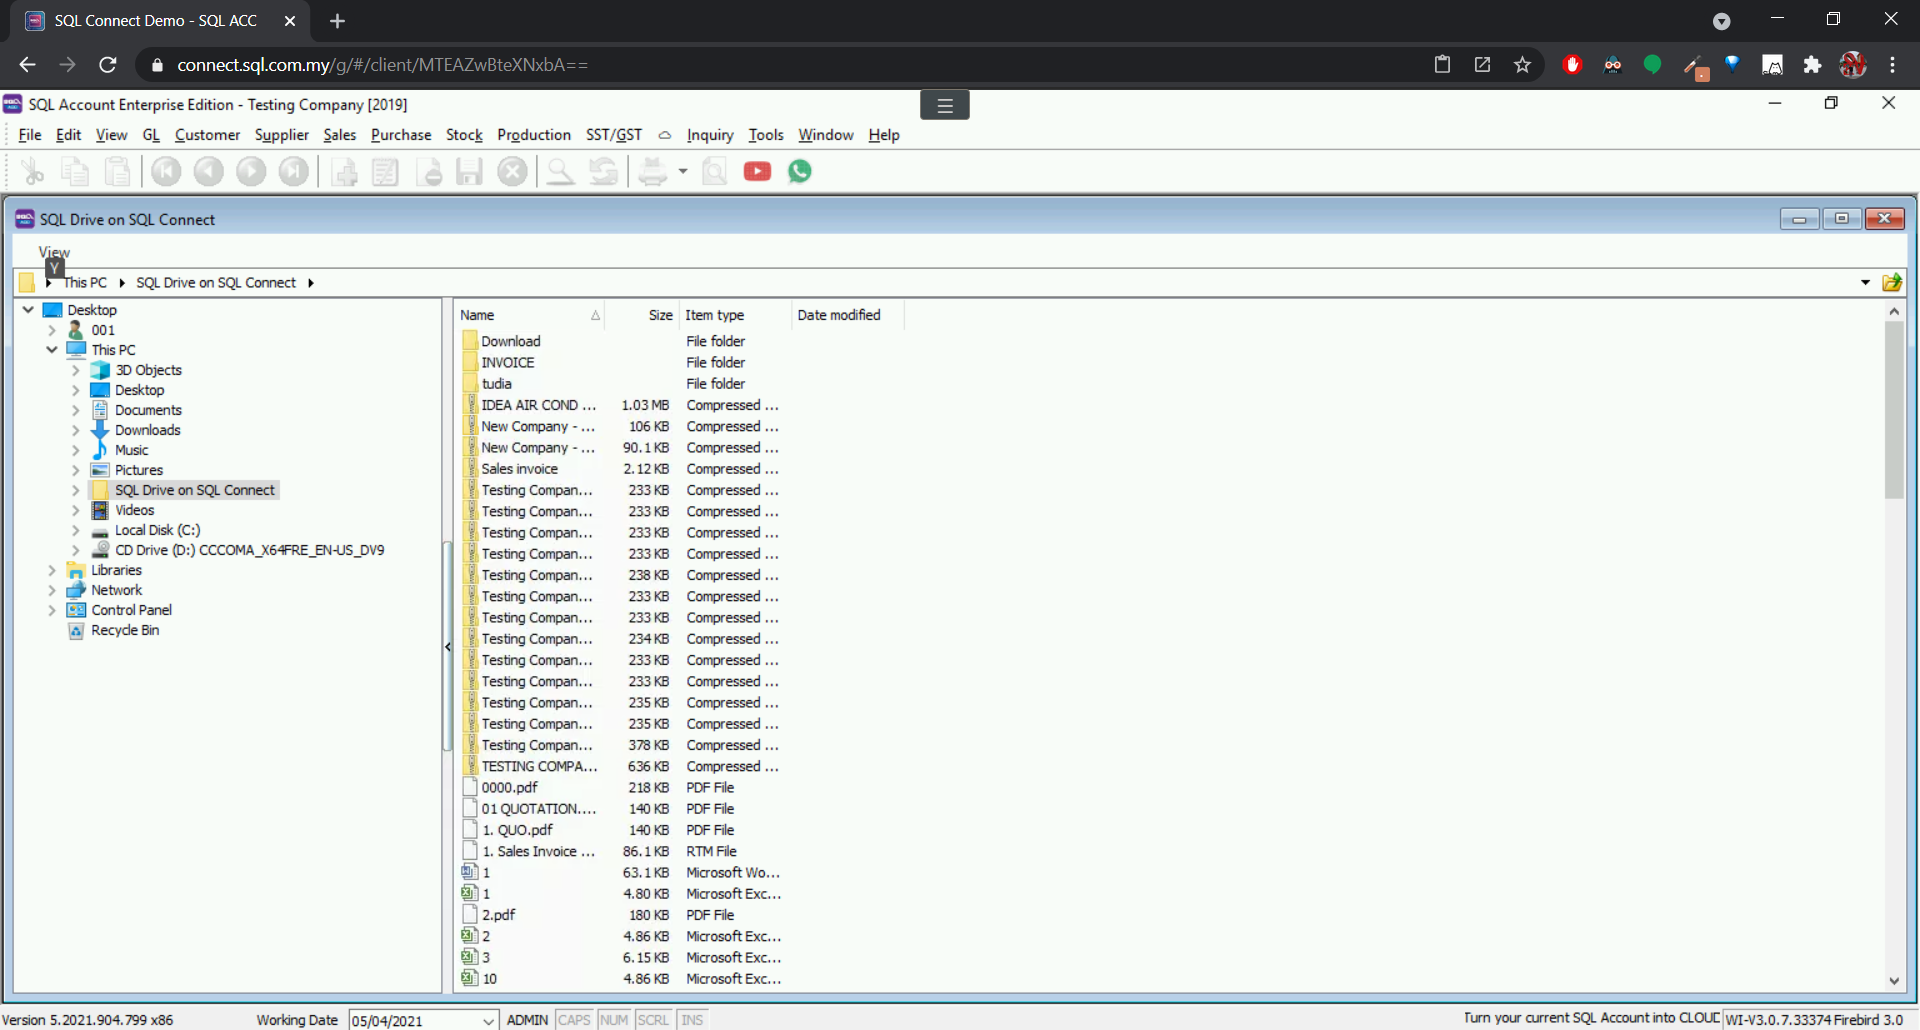 SQL Connect Demo - SQL ACC
connect.sql.com.my/g/#/client/MTEAZwBteXNxbA==
SQL Account Enterprise Edition - Testing Company [2019]
File Edit View GL Customer Supplier Sales Purchase Stock Production SST/GST Inquiry Tools Window Help
SQL Drive on SQL Connect
View
Y
This PC SQL Drive on SQL Connect
Desktop
001
This PC
3D Objects
Desktop
Documents
Downloads
Music
Pictures
SQL Drive on SQL Connect
Videos
Local Disk (C:)
CD Drive (D:) CCCOMA_X64FRE_EN-US_DV9
Libraries
Network
Control Panel
Recycle Bin
Name Size Item type Date modified
Download File folder
INVOICE File folder
tudia File folder
IDEA AIR COND ... 1.03 MB Compressed ...
New Company - ... 106 KB Compressed ...
New Company - ... 90.1 KB Compressed ...
Sales invoice 2.12 KB Compressed ...
Testing Compan... 233 KB Compressed ...
Testing Compan... 233 KB Compressed ...
Testing Compan... 233 KB Compressed ...
Testing Compan... 233 KB Compressed ...
Testing Compan... 238 KB Compressed ...
Testing Compan... 233 KB Compressed ...
Testing Compan... 233 KB Compressed ...
Testing Compan... 234 KB Compressed ...
Testing Compan... 233 KB Compressed ...
Testing Compan... 233 KB Compressed ...
Testing Compan... 235 KB Compressed ...
Testing Compan... 235 KB Compressed ...
Testing Compan... 378 KB Compressed ...
TESTING COMPA... 636 KB Compressed ...
0000.pdf 218 KB PDF File
01 QUOTATION.... 140 KB PDF File
1. QUO.pdf 140 KB PDF File
1. Sales Invoice ... 86.1 KB RTM File
1 63.1 KB Microsoft Wo...
1 4.80 KB Microsoft Exc...
2.pdf 180 KB PDF File
2 4.86 KB Microsoft Exc...
3 6.15 KB Microsoft Exc...
10 4.86 KB Microsoft Exc...
Version 5.2021.904.799 x86 Working Date 05/04/2021 ADMIN CAPS NUM SCRL INS Turn your current SQL Account into CLOUD WI-V3.0.7.33374 Firebird 3.0